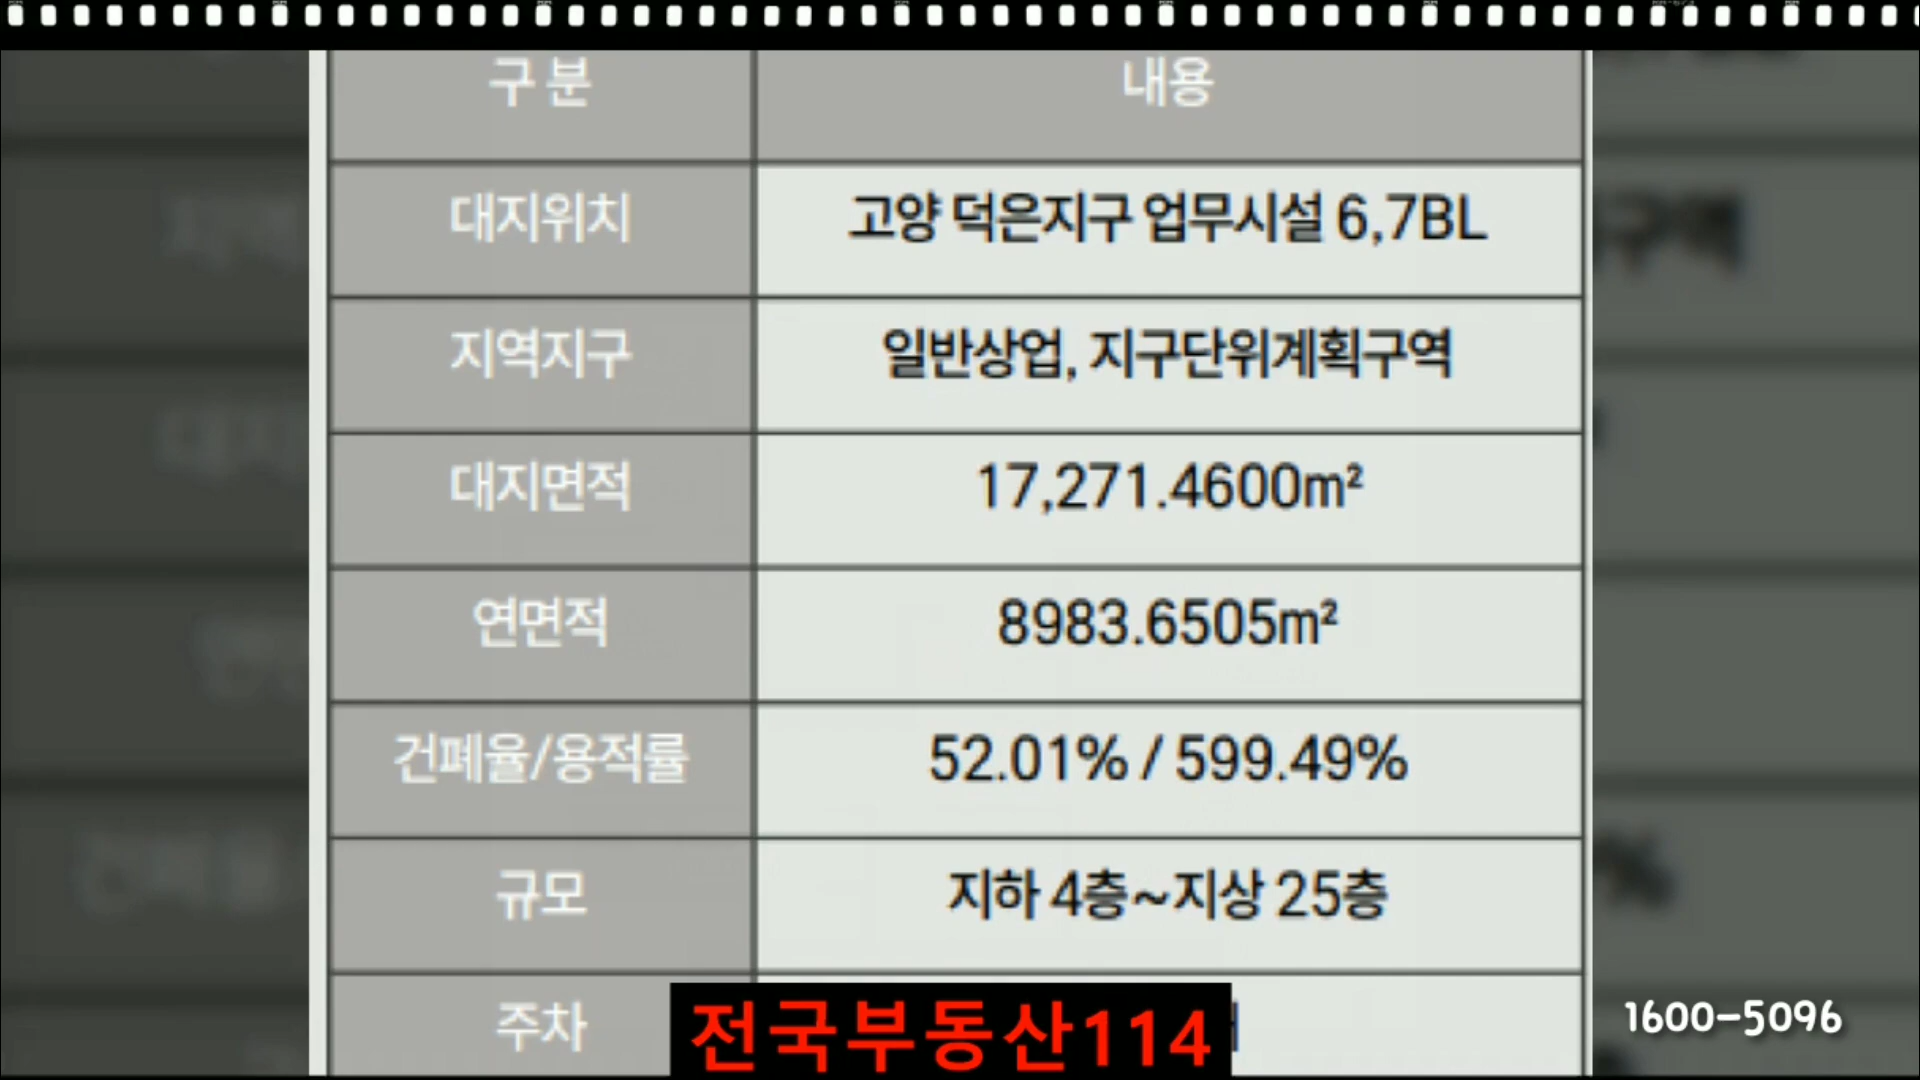 구 분 내용
대지위치 고양 덕은지구 업무시설 6,7BL
지역지구 일반상업, 지구단위계획구역
대지면적 17,271.4600m²
연면적 8983.6505m²
건폐율/용적률 52.01% / 599.49%
규모 지하 4층~지상 25층
주차
전국부동산114
1600-5096